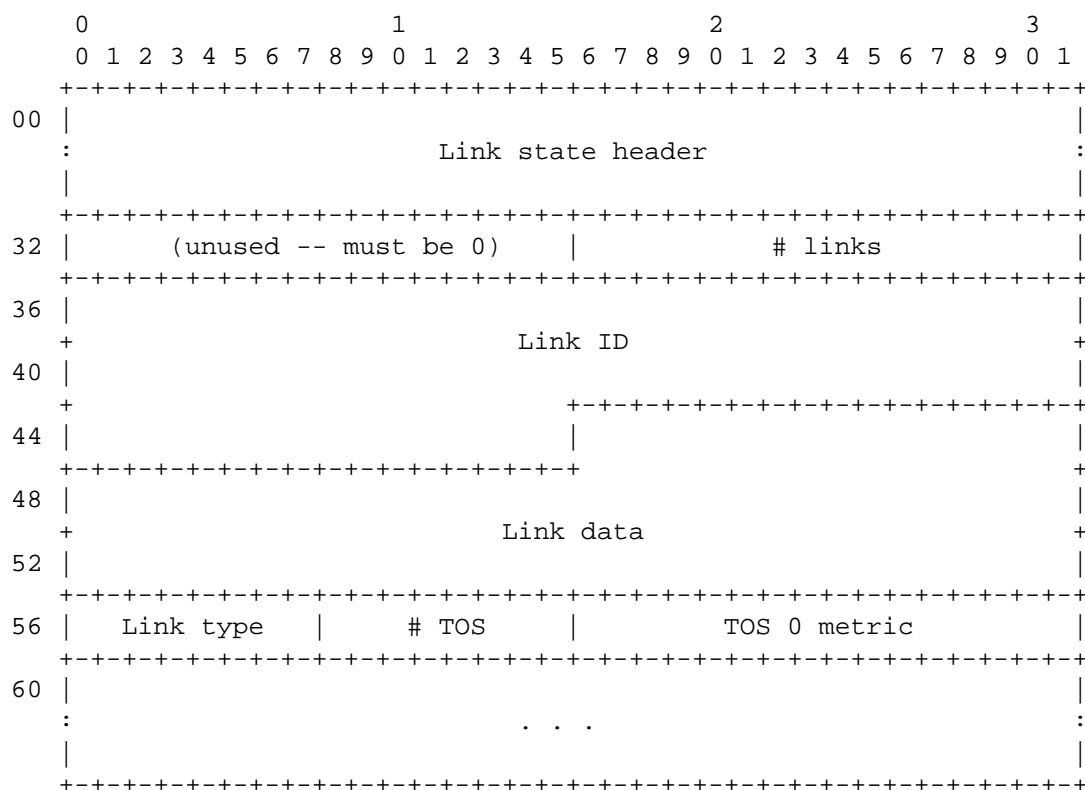 0                   1                   2                   3
0 1 2 3 4 5 6 7 8 9 0 1 2 3 4 5 6 7 8 9 0 1 2 3 4 5 6 7 8 9 0 1
+-+-+-+-+-+-+-+-+-+-+-+-+-+-+-+-+-+-+-+-+-+-+-+-+-+-+-+-+-+-+-+-+
00 |                                                               |
:                       Link state header                       :
|                                                               |
+-+-+-+-+-+-+-+-+-+-+-+-+-+-+-+-+-+-+-+-+-+-+-+-+-+-+-+-+-+-+-+-+
32 |      (unused -- must be 0)    |            # links            |
+-+-+-+-+-+-+-+-+-+-+-+-+-+-+-+-+-+-+-+-+-+-+-+-+-+-+-+-+-+-+-+-+
36 |                                                               |
+                            Link ID                            +
40 |                                                               |
+                               +-+-+-+-+-+-+-+-+-+-+-+-+-+-+-+-+
44 |                               |                               |
+-+-+-+-+-+-+-+-+-+-+-+-+-+-+-+-+                               +
48 |                                                               |
+                           Link data                           +
52 |                                                               |
+-+-+-+-+-+-+-+-+-+-+-+-+-+-+-+-+-+-+-+-+-+-+-+-+-+-+-+-+-+-+-+-+
56 |   Link type   |     # TOS     |         TOS 0 metric          |
+-+-+-+-+-+-+-+-+-+-+-+-+-+-+-+-+-+-+-+-+-+-+-+-+-+-+-+-+-+-+-+-+
60 |                                                               |
:                            . . .                              :
|                                                               |
+-+-+-+-+-+-+-+-+-+-+-+-+-+-+-+-+-+-+-+-+-+-+-+-+-+-+-+-+-+-+-+-+